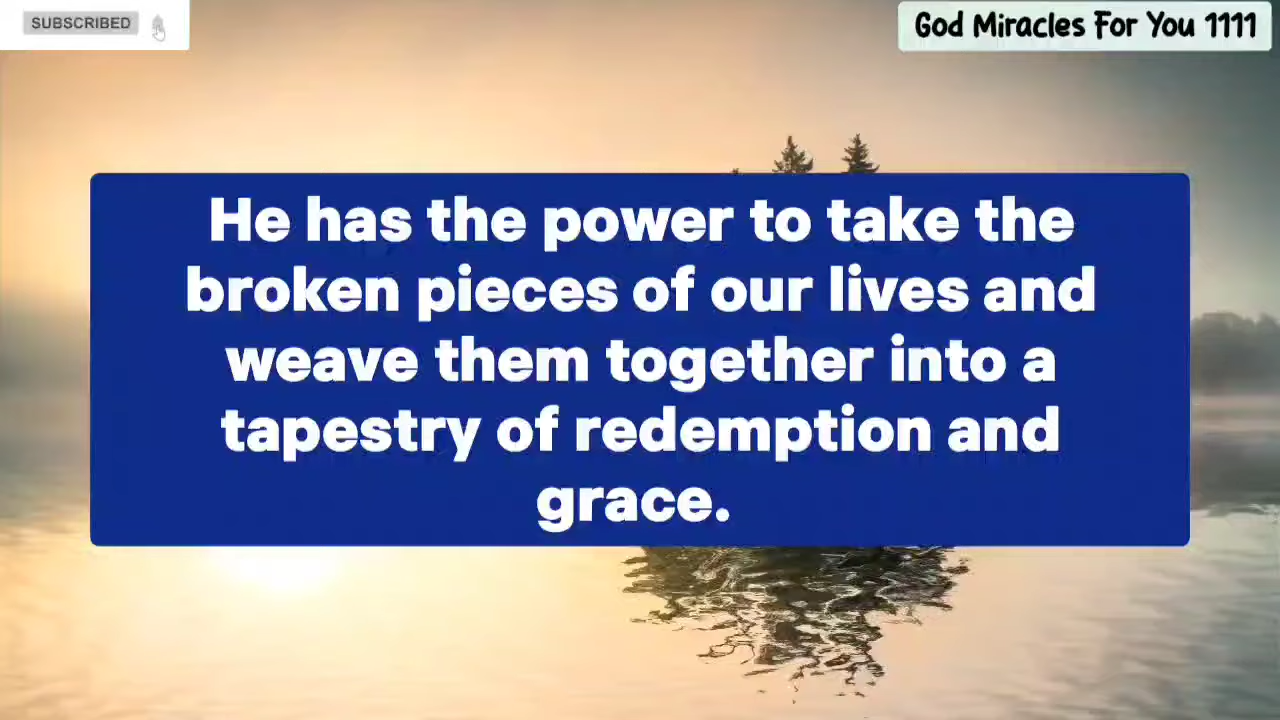 SUBSCRIBED
God Miracles For You 1111
He has the power to take the
broken pieces of our lives and
weave them together into a
tapestry of redemption and
grace.